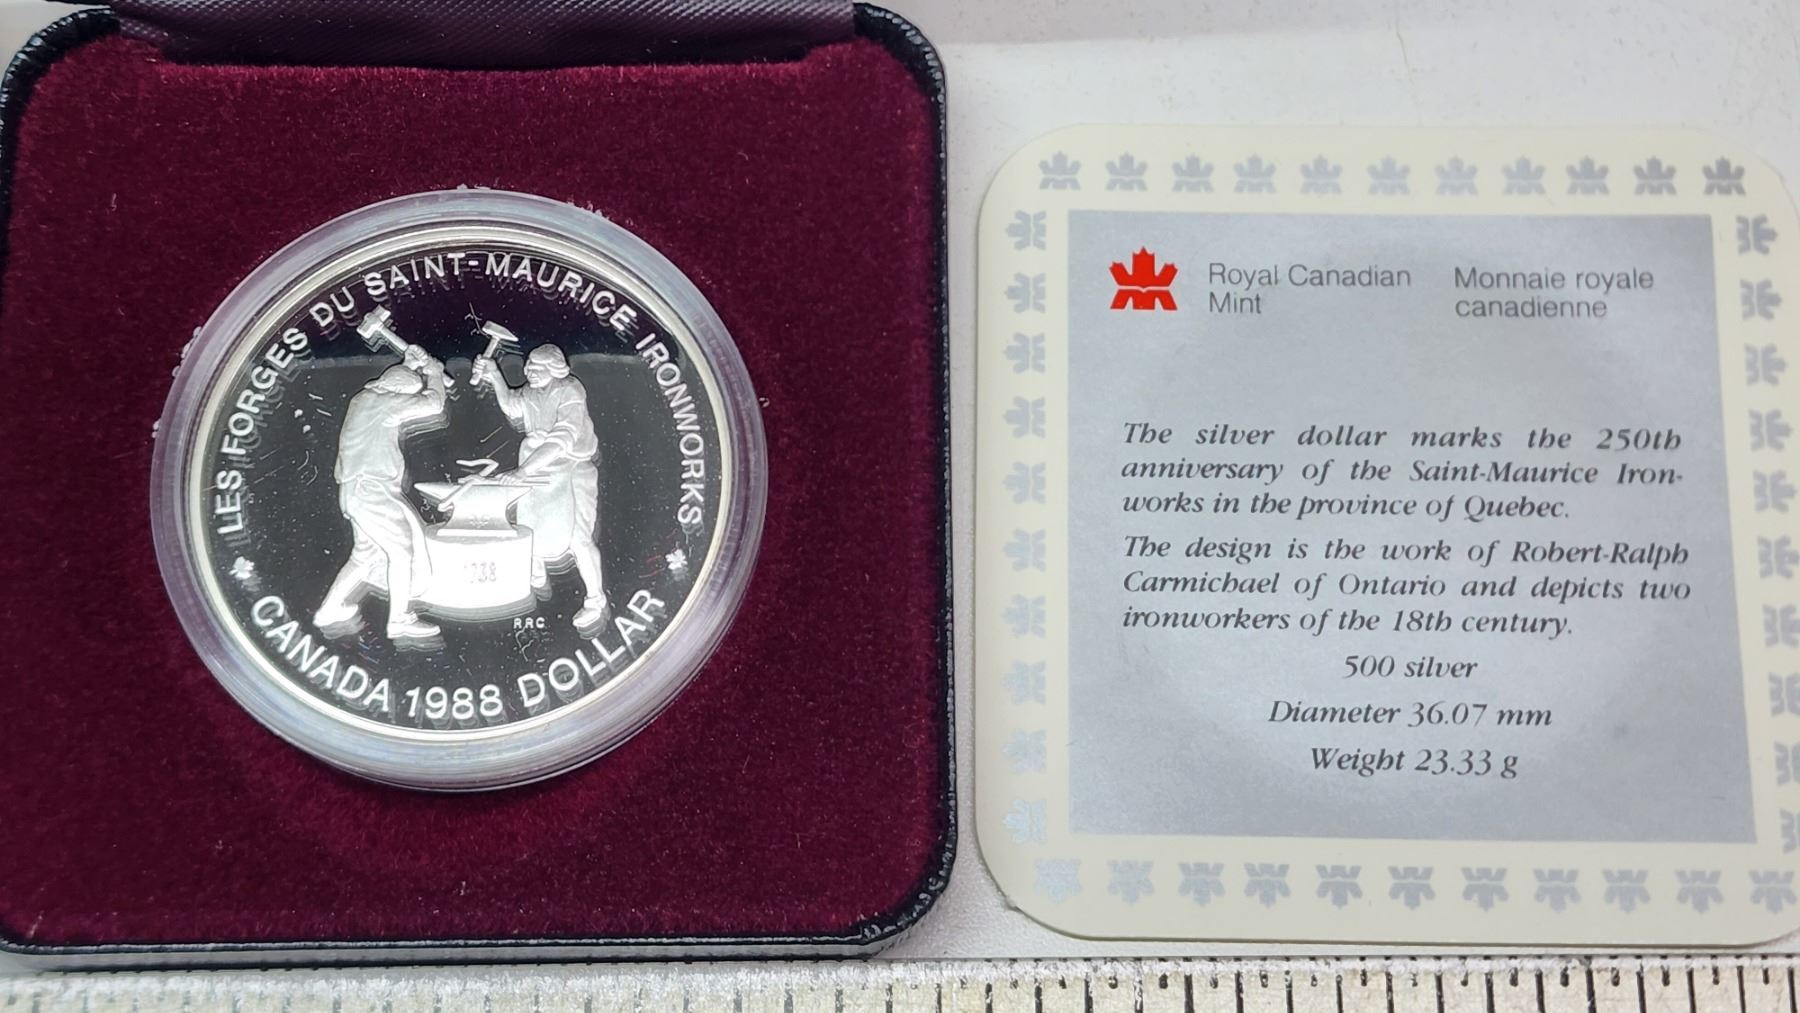 LES FORGES DU SAINT-MAURICE IRONWORKS
1738
R.R.C.
CANADA 1988 DOLLAR
Royal Canadian
Mint
Monnaie royale
canadienne
The silver dollar marks the 250th
anniversary of the Saint-Maurice Iron-
works in the province of Quebec.
The design is the work of Robert-Ralph
Carmichael of Ontario and depicts two
ironworkers of the 18th century.
500 silver
Diameter 36.07 mm
Weight 23.33 g